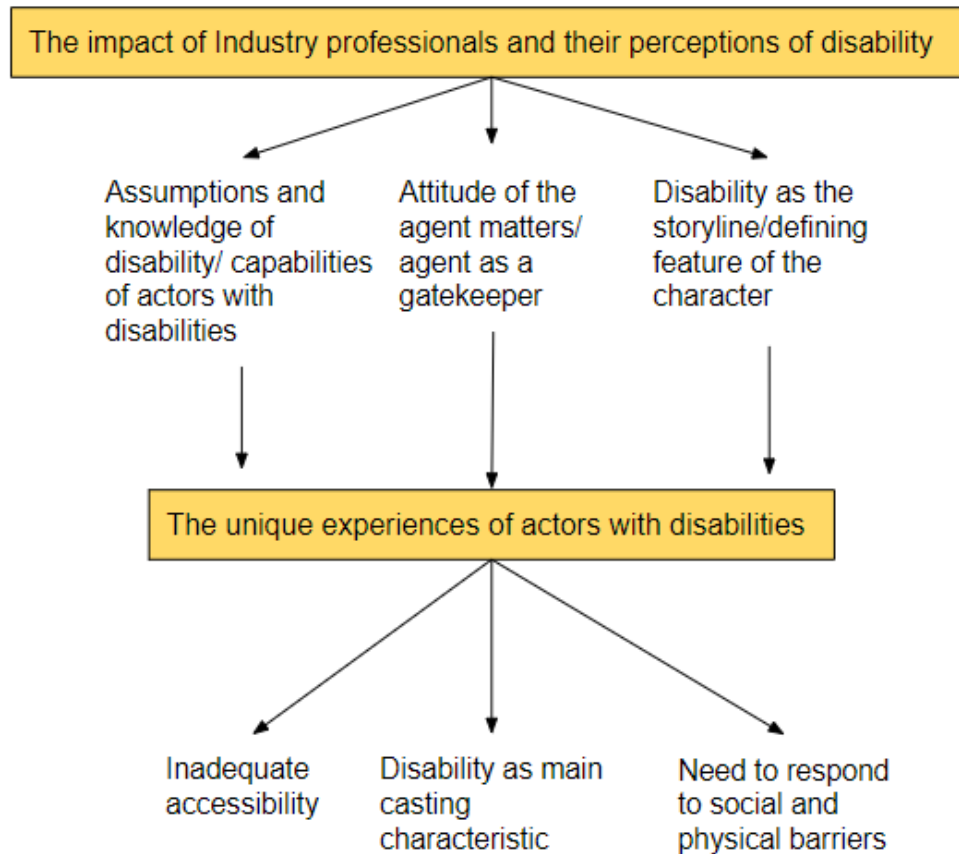 The impact of Industry professionals and their perceptions of disability
Assumptions and
knowledge of
disability/ capabilities
of actors with
disabilities
Attitude of the
agent matters/
agent as a
gatekeeper
Disability as the
storyline/defining
feature of the
character
The unique experiences of actors with disabilities
Inadequate
accessibility
Disability as main
casting
characteristic
Need to respond
to social and
physical barriers